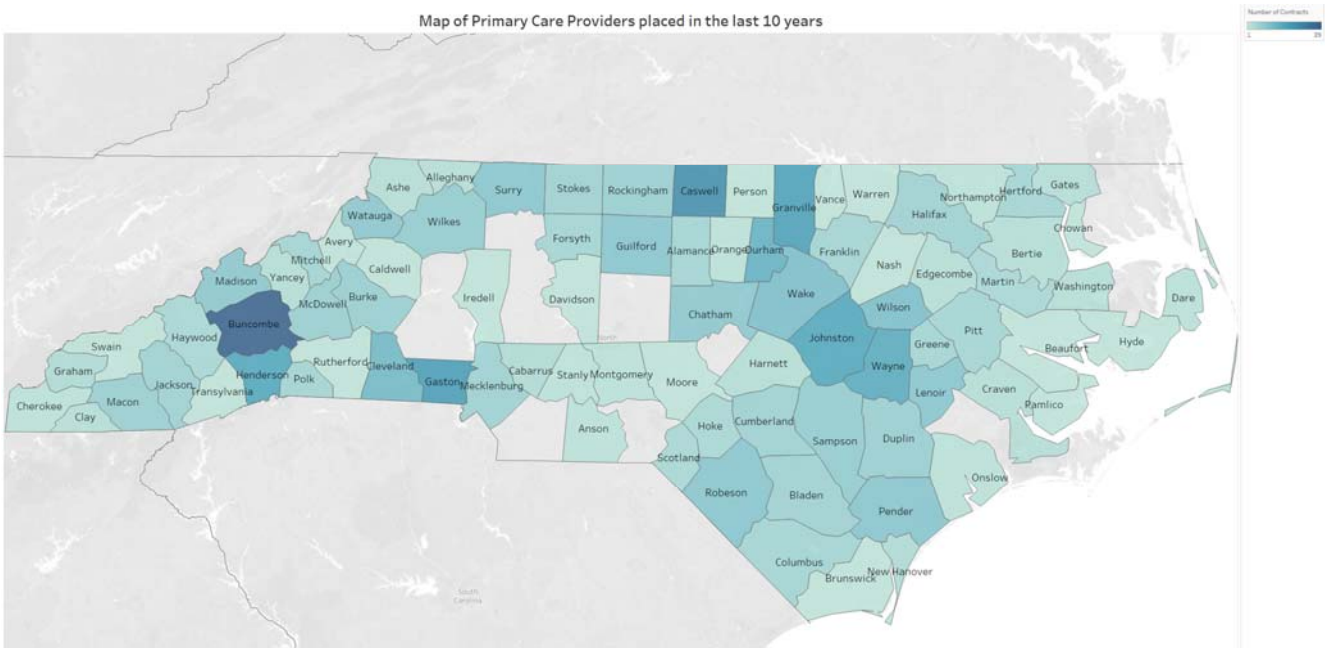 Map of Primary Care Providers placed in the last 10 years
Number of Contracts
1
Ashe
Alleghany
Surry
Stokes
Rockingham
Caswell
Person
Granville
Vance
Warren
Northampton
Hertford
Gates
Watauga
Wilkes
Halifax
Chowan
Avery
Forsyth
Guilford
Alamance
Orange
Durham
Franklin
Bertie
Mitchell
Caldwell
Nash
Edgecombe
Madison
Yancey
Iredell
Davidson
Martin
Washington
McDowell
Burke
Wake
Dare
Buncombe
Chatham
Wilson
Haywood
North
Johnston
Pitt
Swain
Greene
Beaufort
Hyde
Graham
Rutherford
Cleveland
Gaston
Mecklenburg
Cabarrus
Stanly
Montgomery
Moore
Harnett
Wayne
Jackson
Henderson
Polk
Transylvania
Lenoir
Craven
Macon
Cherokee
Clay
Pamlico
Anson
Hoke
Cumberland
Sampson
Duplin
Scotland
Onslow
Robeson
Bladen
Pender
Columbus
New Hanover
Brunswick
South
Carolina